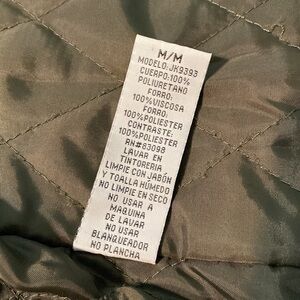 M/M
MODELO:JK9393
CUERPO:100%
POLIURETANO
FORRO:
100%VISCOSA
FORRO:
100%POLIESTER
CONTRASTE:
100%POLIESTER
RN#83098
LAVAR EN
TINTORERIA
LIMPIE CON JABÓN
Y TOALLA HÚMEDO
NO LIMPIE EN SECO
NO USAR A
MAQUINA
DE LAVAR
NO USAR
BLANQUEADOR
NO PLANCHA